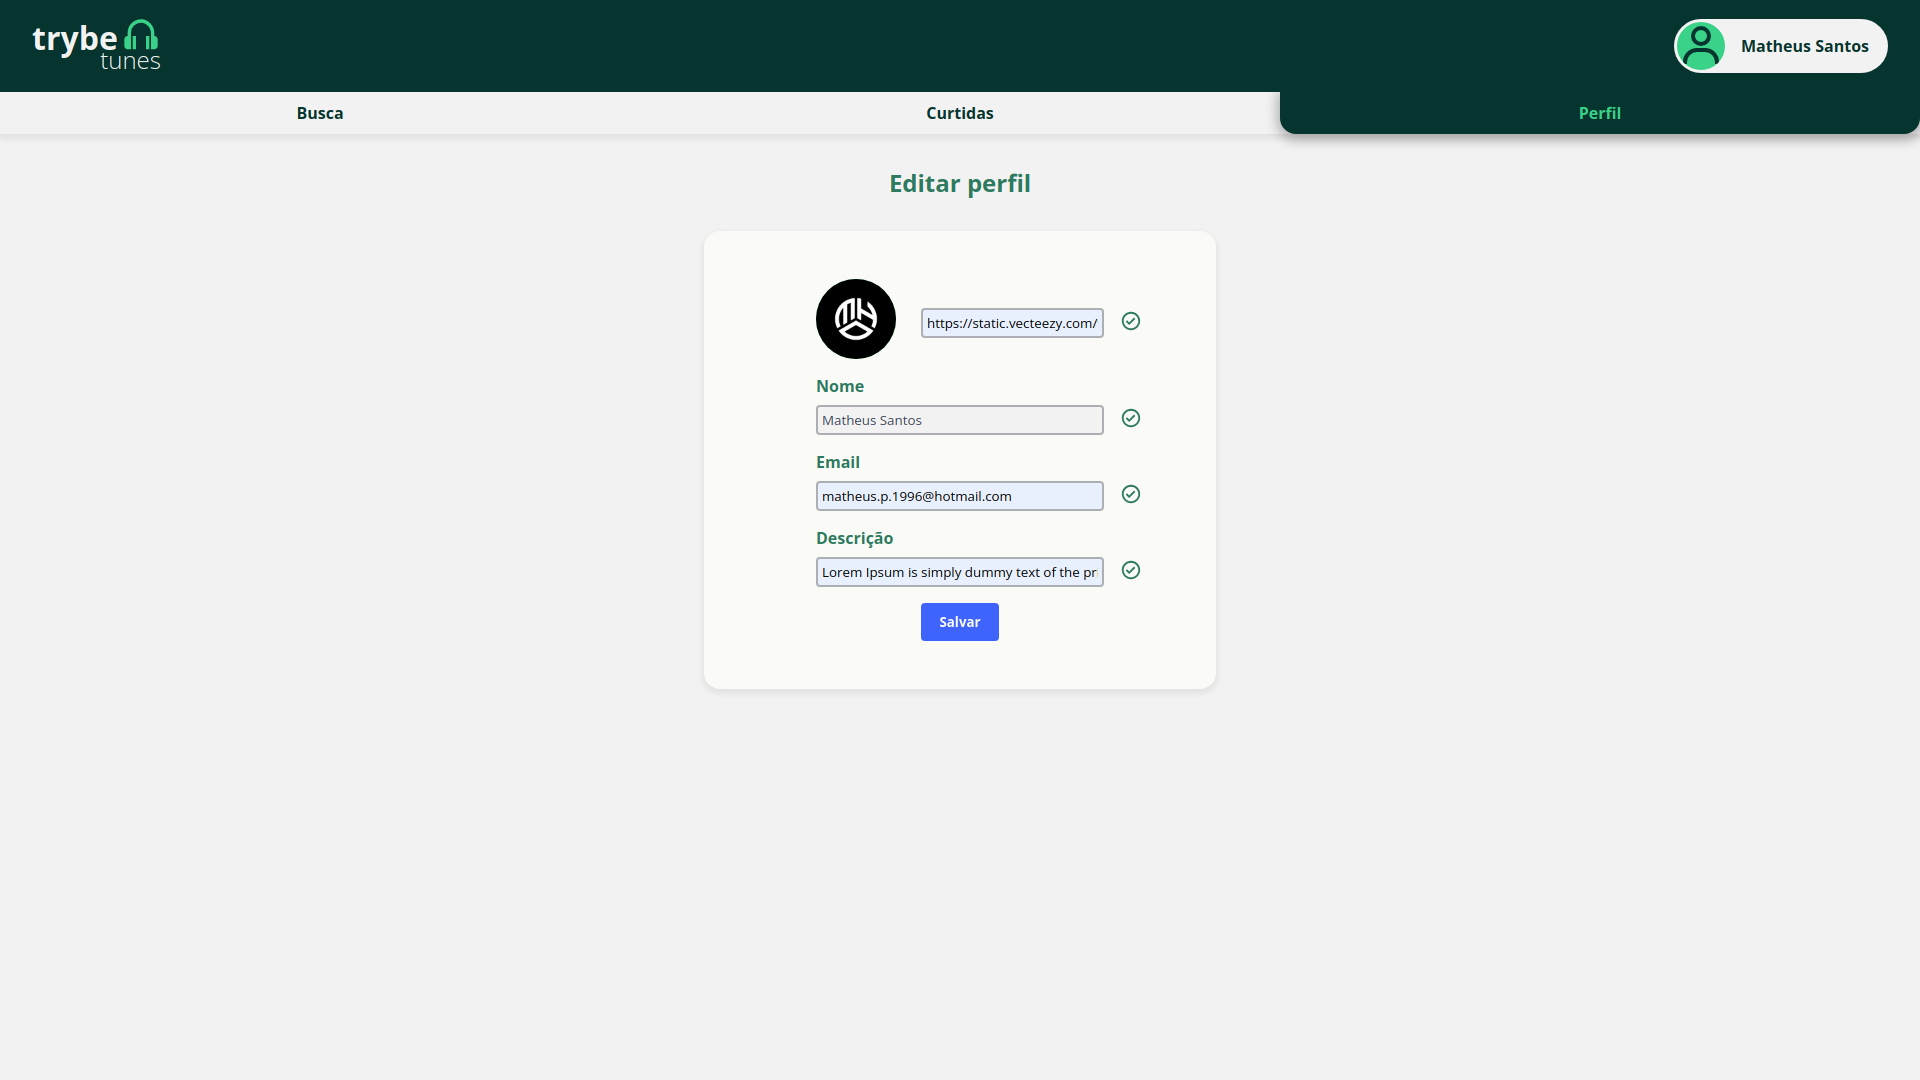 trybe
tunes
Matheus Santos
Busca
Curtidas
Perfil
Editar perfil
https://static.vecteezy.com/
Nome
Matheus Santos
Email
matheus.p.1996@hotmail.com
Descrição
Lorem Ipsum is simply dummy text of the pr
Salvar